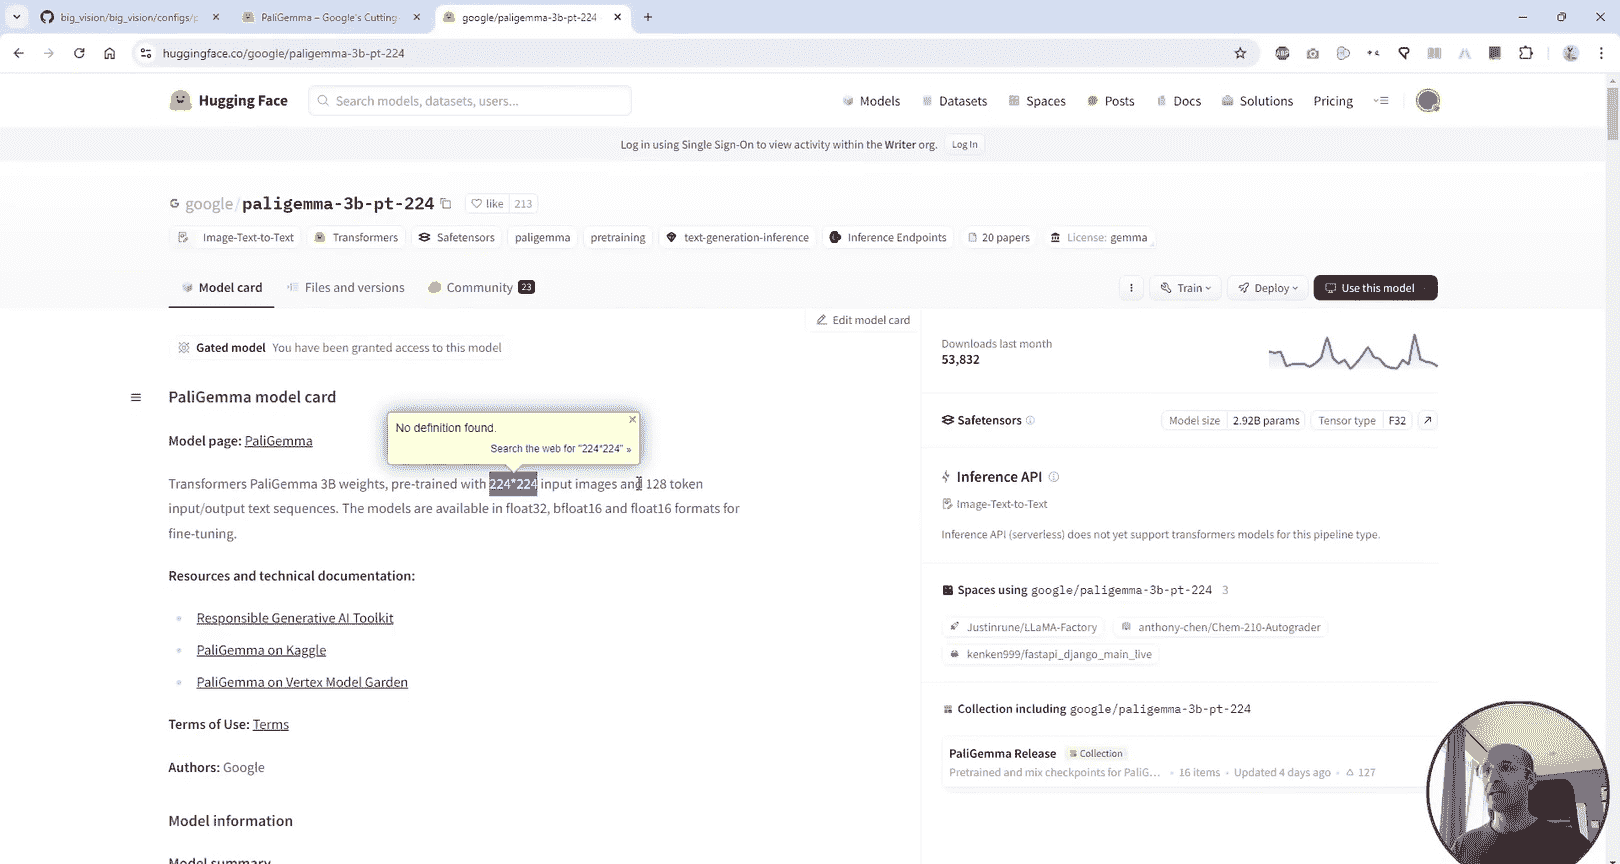 big_vision/big_vision/configs/p
PaliGemma – Google's Cutting-
google/paligemma-3b-pt-224
huggingface.co/google/paligemma-3b-pt-224
ABP
Hugging Face
Search models, datasets, users...
Models
Datasets
Spaces
Posts
Docs
Solutions
Pricing
Log in using Single Sign-On to view activity within the Writer org.
Log In
google/paligemma-3b-pt-224
like 213
Image-Text-to-Text
Transformers
Safetensors
paligemma
pretraining
text-generation-inference
Inference Endpoints
20 papers
License: gemma
Model card
Files and versions
Community 23
Train
Deploy
Use this model
Edit model card
Gated model You have been granted access to this model
PaliGemma model card
Model page: PaliGemma
No definition found.
Search the web for "224*224" »
Transformers PaliGemma 3B weights, pre-trained with 224*224 input images and 128 token
input/output text sequences. The models are available in float32, bfloat16 and float16 formats for
fine-tuning.
Resources and technical documentation:
Responsible Generative AI Toolkit
PaliGemma on Kaggle
PaliGemma on Vertex Model Garden
Terms of Use: Terms
Authors: Google
Model information
Model summary
Downloads last month
53,832
Safetensors
Model size 2.92B params
Tensor type F32
Inference API
Image-Text-to-Text
Inference API (serverless) does not yet support transformers models for this pipeline type.
Spaces using google/paligemma-3b-pt-224 3
Justinrune/LLaMA-Factory
anthony-chen/Chem-210-Autograder
kenken999/fastapi_django_main_live
Collection including google/paligemma-3b-pt-224
PaliGemma Release
Collection
Pretrained and mix checkpoints for PaliG... • 16 items • Updated 4 days ago • 127